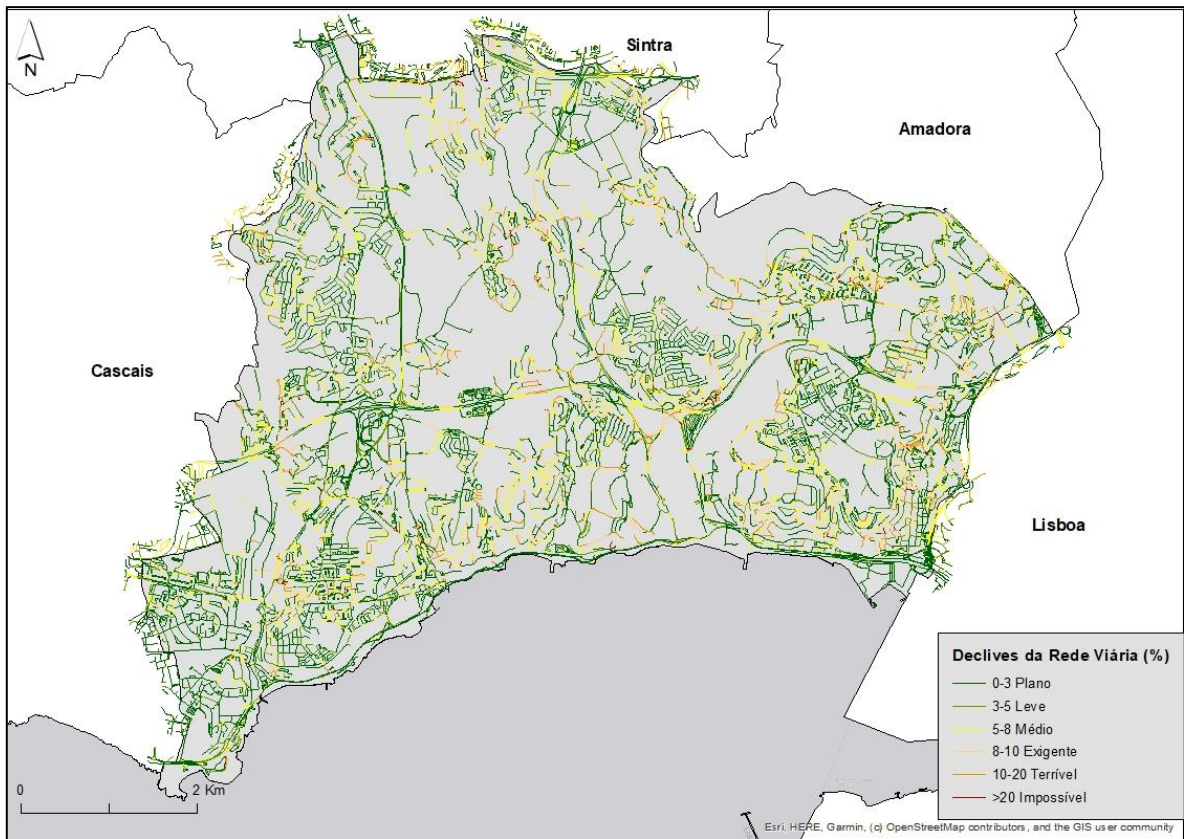 N
Sintra
Amadora
Cascais
Lisboa
Declives da Rede Viária (%)
0-3 Plano
3-5 Leve
5-8 Médio
8-10 Exigente
10-20 Terrível
>20 Impossível
0 2 Km
Esri, HERE, Garmin, (c) OpenStreetMap contributors, and the GIS user community